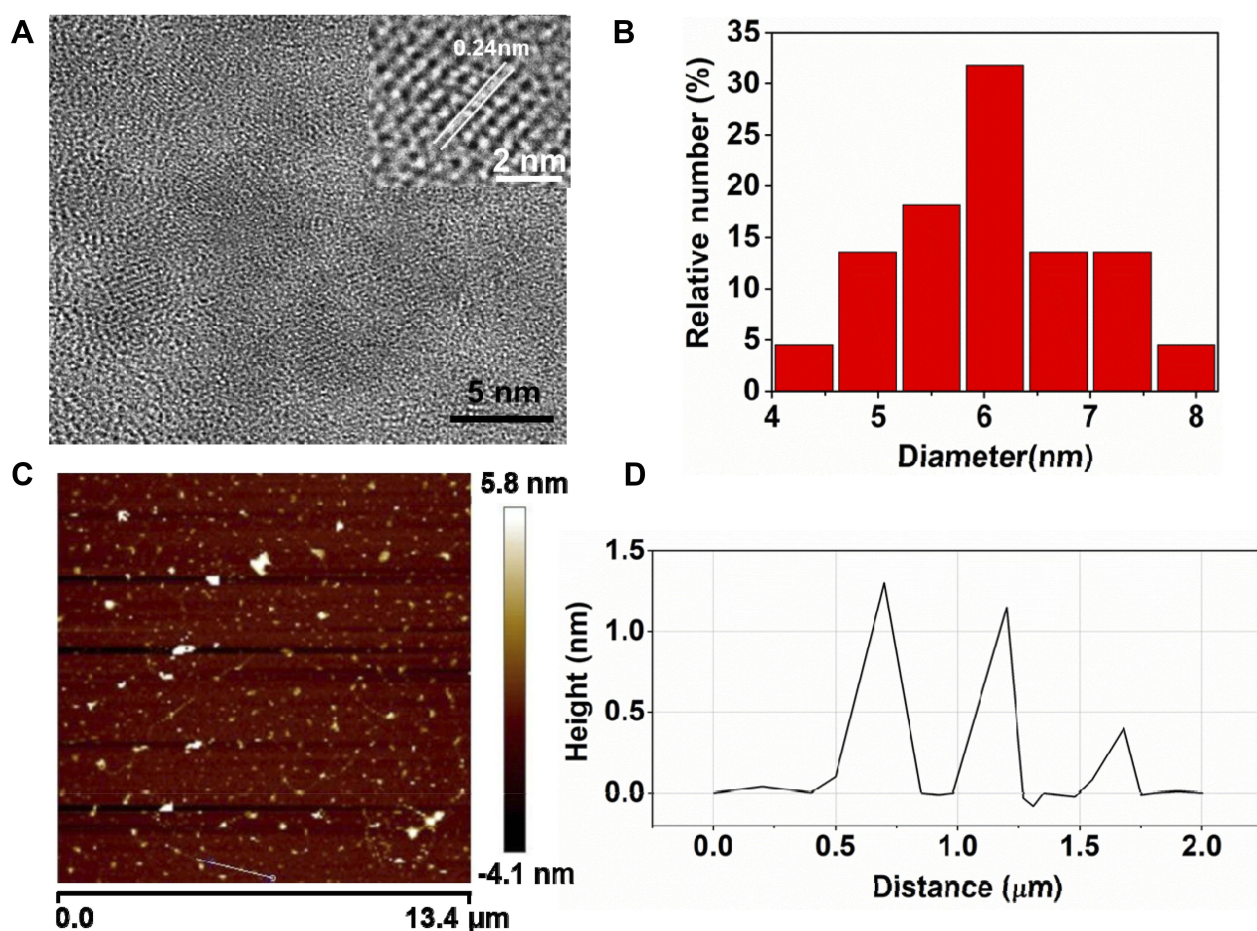 A
0.24nm
2 nm
5 nm
B
35
30
25
20
15
10
5
0
Relative number (%)
4 5 6 7 8
Diameter(nm)
C
5.8 nm
-4.1 nm
0.0 13.4 μm
D
1.5
1.0
0.5
0.0
Height (nm)
0.0 0.5 1.0 1.5 2.0
Distance (μm)